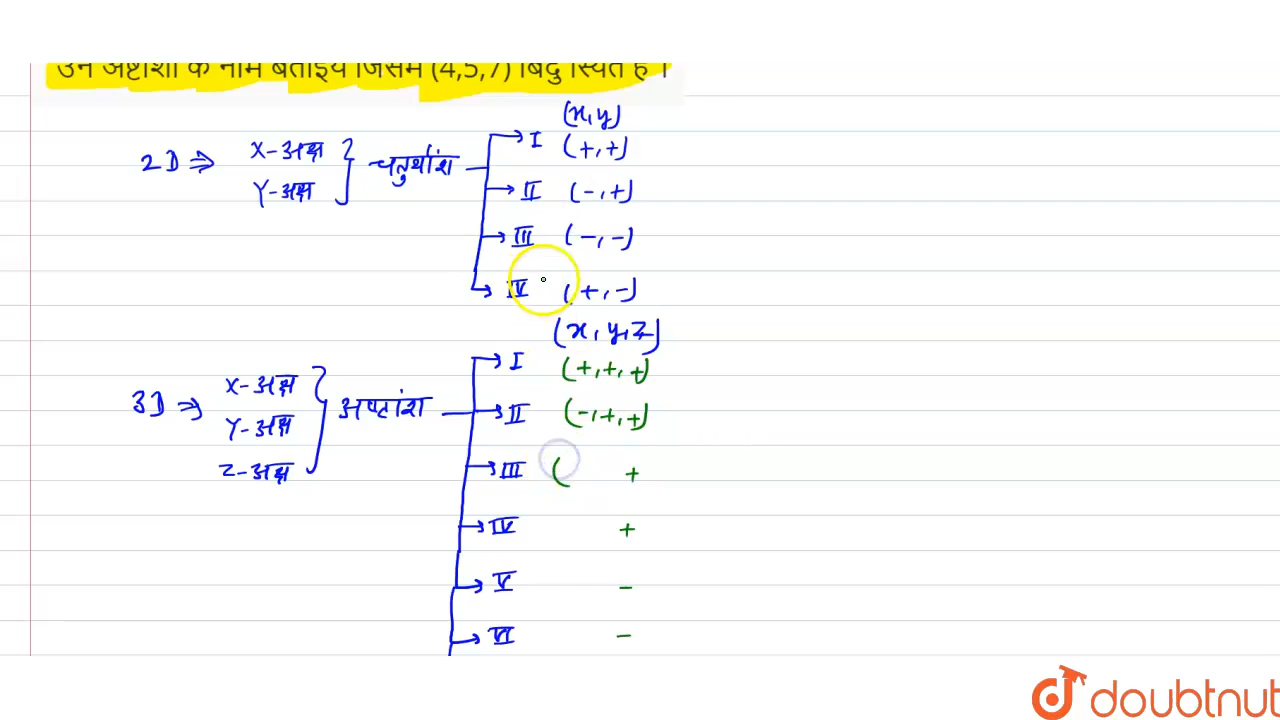 उन अष्टांशों के नाम बताइये जिसमें (4,5,7) बिंदु स्थित है ।
(x,y)
2D ⇒ X-अक्ष Y-अक्ष } चतुर्थांश
I (+,+)
II (-,+)
III (-,-)
IV (+,-)
(x,y,z)
3D ⇒ X-अक्ष Y-अक्ष Z-अक्ष } अष्टांश
I (+,+,+)
II (-,+,+)
III ( +
IV +
V -
VI -
doubtnut